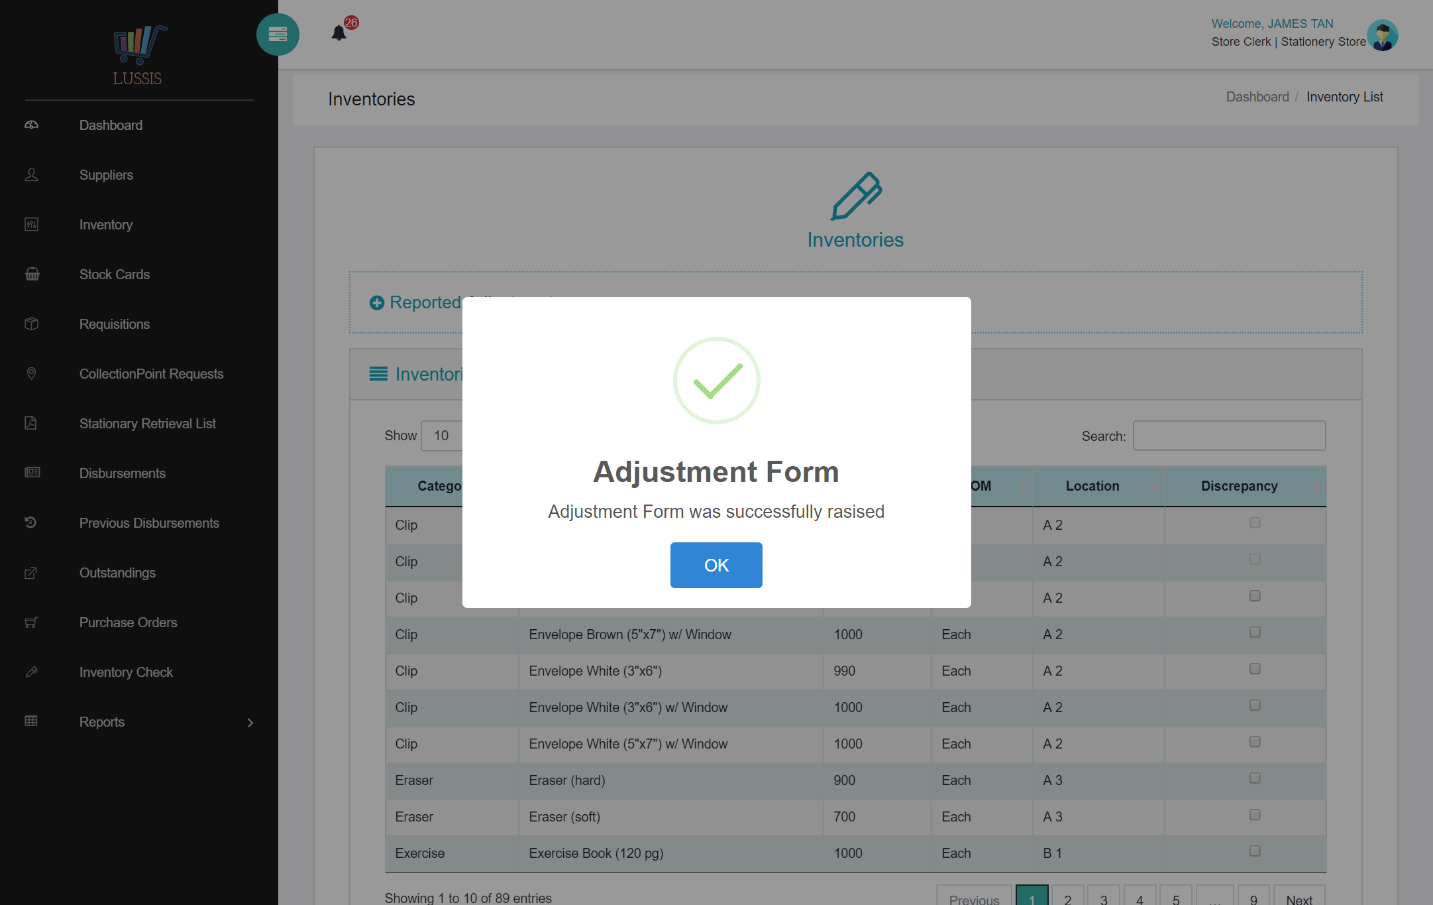 LUSSIS
26
Welcome, JAMES TAN
Store Clerk | Stationery Store
Dashboard
Suppliers
Inventory
Stock Cards
Requisitions
CollectionPoint Requests
Stationary Retrieval List
Disbursements
Previous Disbursements
Outstandings
Purchase Orders
Inventory Check
Reports
Inventories
Dashboard / Inventory List
Inventories
Reported
Inventori
Show 10
Search:
Catego OM Location Discrepancy
Clip A 2
Clip A 2
Clip A 2
Clip Envelope Brown (5"x7") w/ Window 1000 Each A 2
Clip Envelope White (3"x6") 990 Each A 2
Clip Envelope White (3"x6") w/ Window 1000 Each A 2
Clip Envelope White (5"x7") w/ Window 1000 Each A 2
Eraser Eraser (hard) 900 Each A 3
Eraser Eraser (soft) 700 Each A 3
Exercise Exercise Book (120 pg) 1000 Each B 1
Showing 1 to 10 of 89 entries
Previous 1 2 3 4 5 ... 9 Next
Adjustment Form
Adjustment Form was successfully rasised
OK